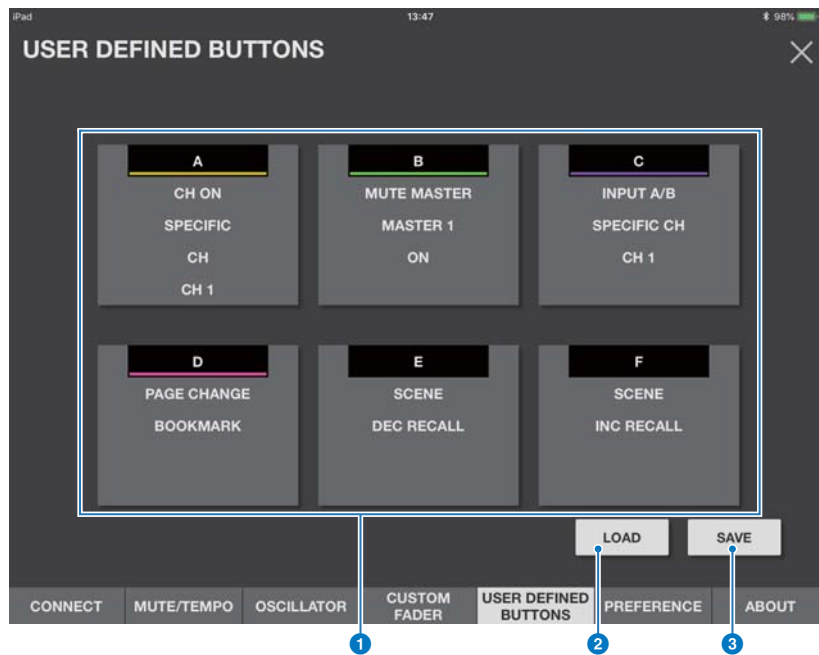 iPad
13:47
98%
USER DEFINED BUTTONS
A
CH ON
SPECIFIC
CH
CH 1
B
MUTE MASTER
MASTER 1
ON
C
INPUT A/B
SPECIFIC CH
CH 1
D
PAGE CHANGE
BOOKMARK
E
SCENE
DEC RECALL
F
SCENE
INC RECALL
LOAD
SAVE
CONNECT
MUTE/TEMPO
OSCILLATOR
CUSTOM
FADER
USER DEFINED
BUTTONS
PREFERENCE
ABOUT
1
2
3